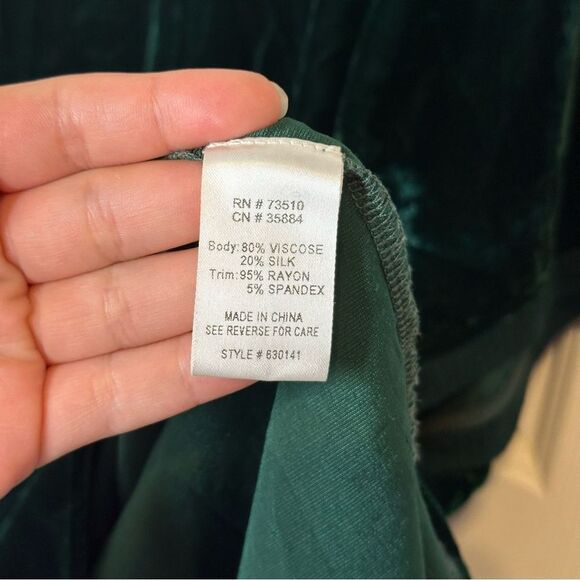 RN # 73510
CN # 35884
Body: 80% VISCOSE
20% SILK
Trim: 95% RAYON
5% SPANDEX
MADE IN CHINA
SEE REVERSE FOR CARE
STYLE # 630141